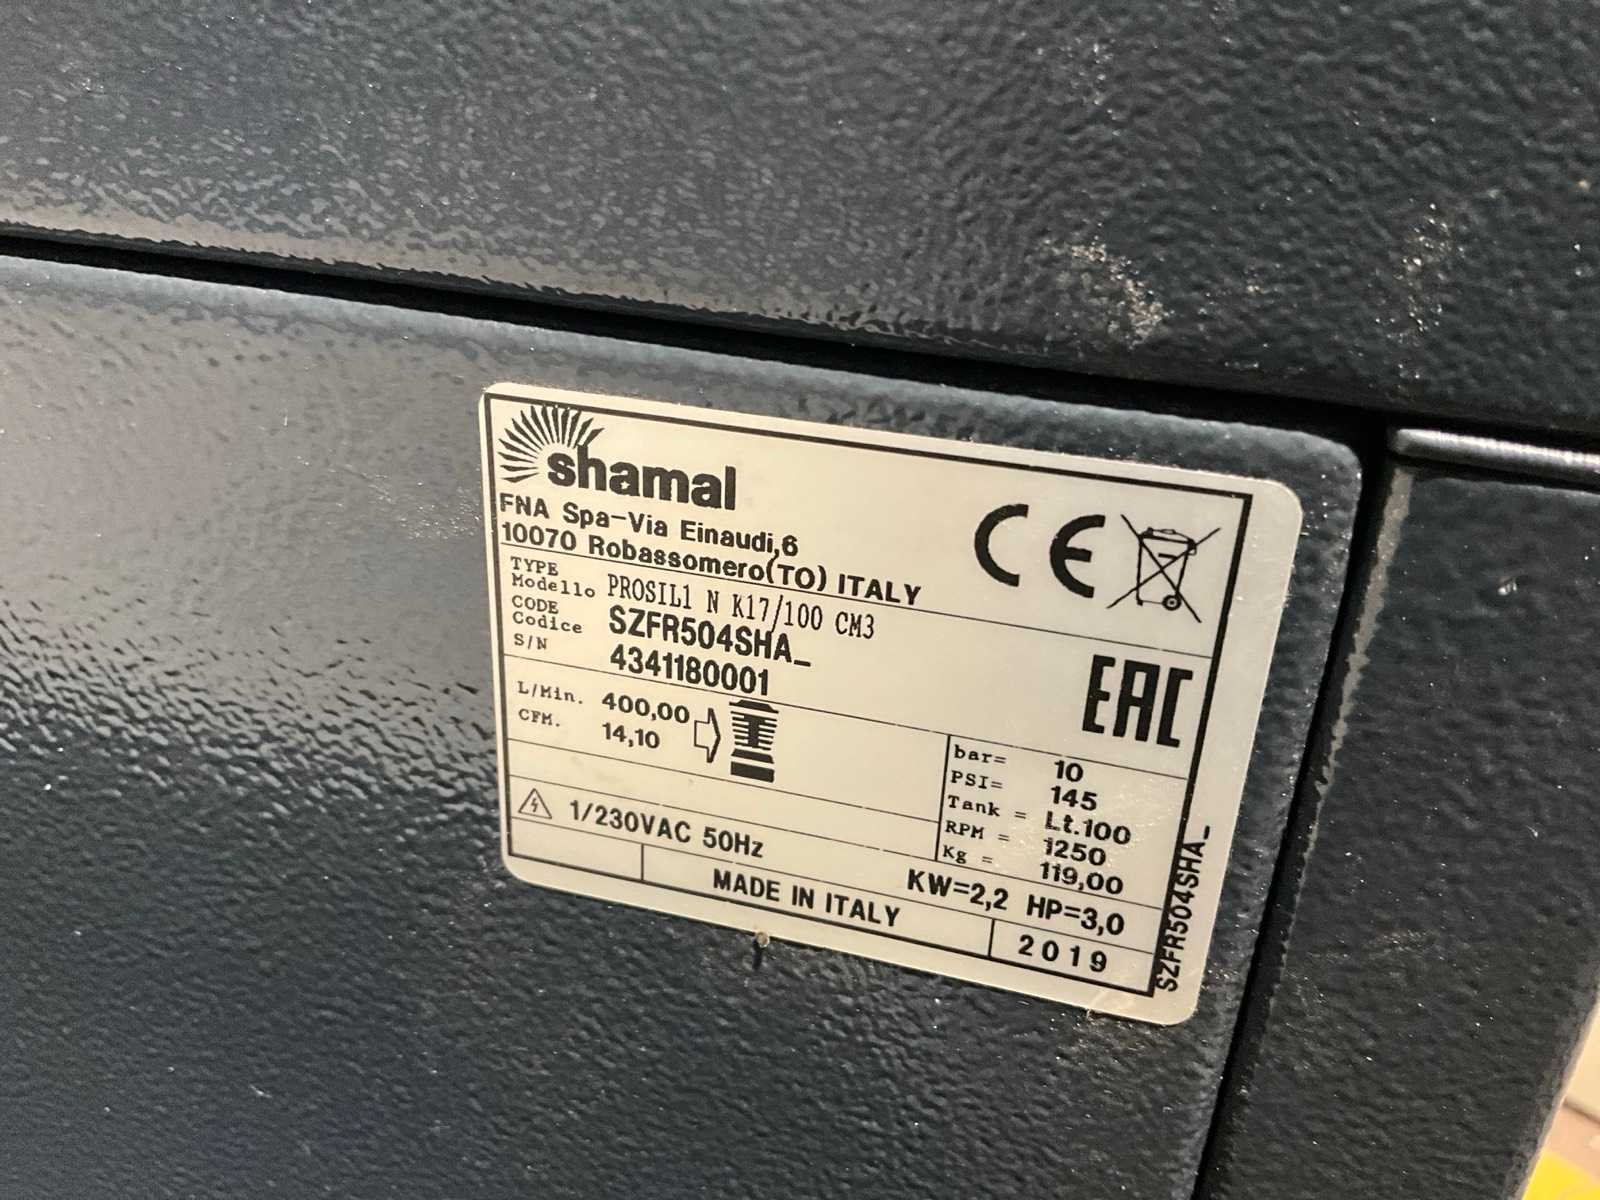 shamal
FNA Spa-Via Einaudi,6
10070 Robassomero(TO) ITALY
CE
TYPE
Modello PROSIL1 N K17/100 CM3
CODE
Codice SZFR504SHA_
S/N 4341180001
EAC
L/Min. 400,00
CFM. 14,10
bar= 10
PSI= 145
Tank = Lt.100
RPM = 1250
Kg = 119,00
1/230VAC 50Hz
KW=2,2 HP=3,0
MADE IN ITALY
2019
SZFR504SHA_